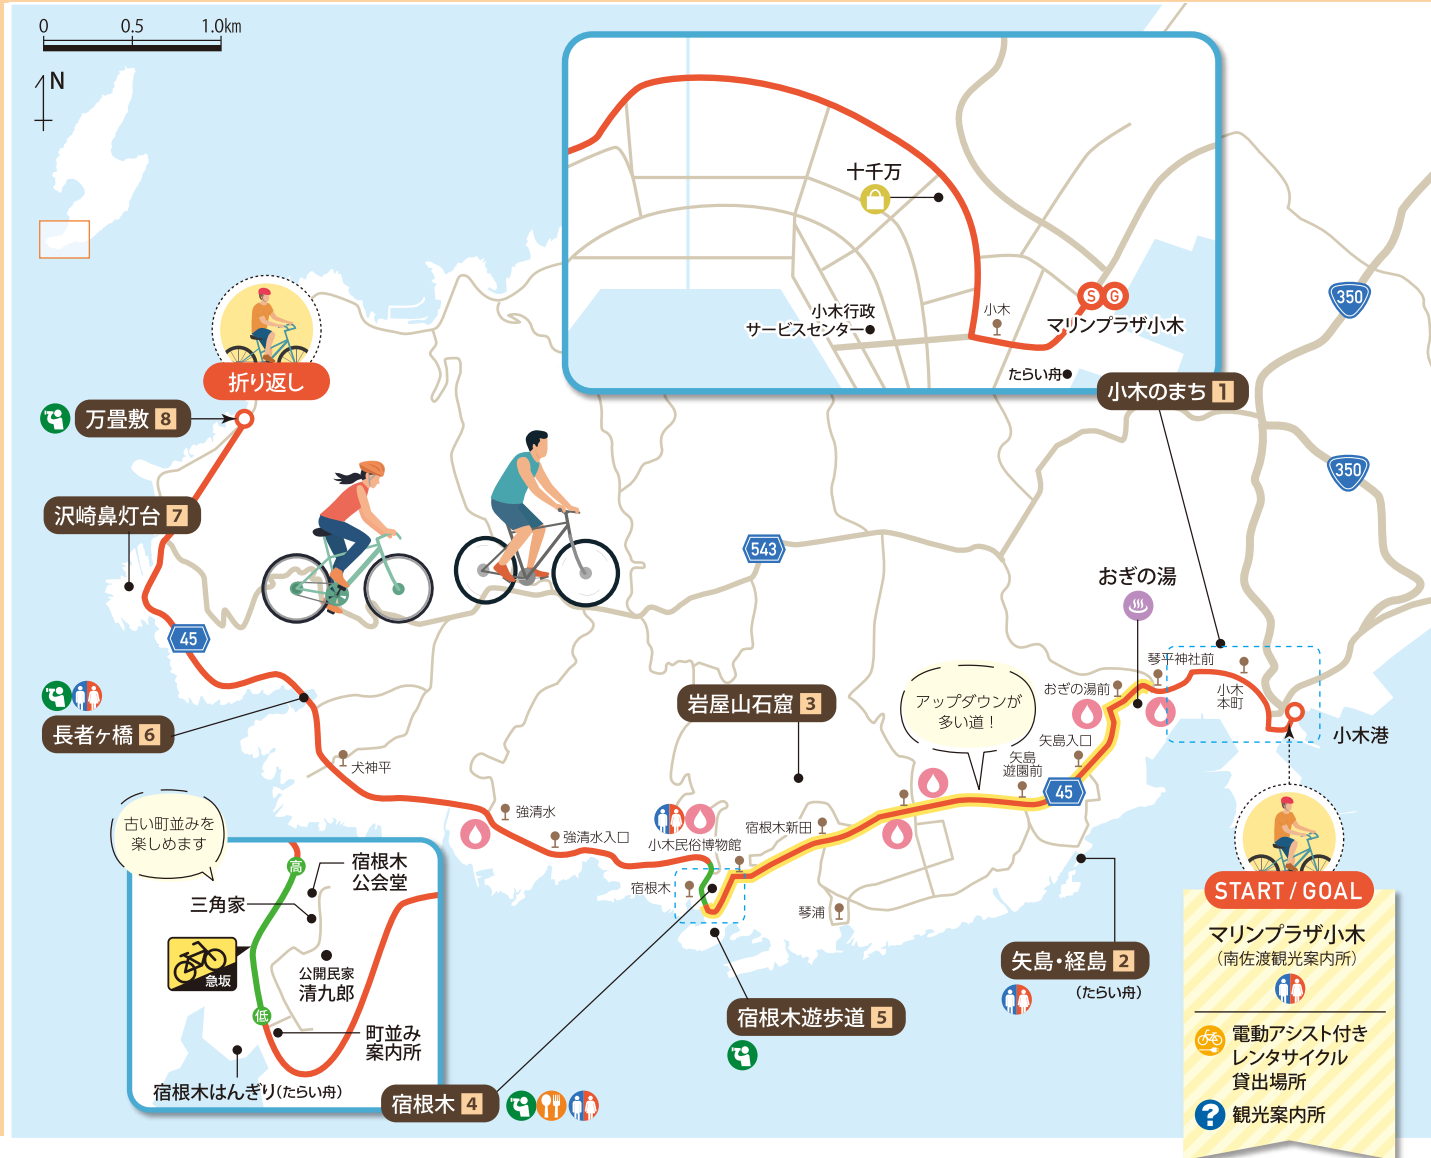 0 0.5 1.0km
N
十千万
小木行政
サービスセンター
小木
S G
マリンプラザ小木
たらい舟
小木のまち 1
350
350
折り返し
万畳敷 8
沢崎鼻灯台 7
45
長者ヶ橋 6
543
おぎの湯
琴平神社前
小木
本町
おぎの湯前
小木港
矢島入口
矢島
遊園前
45
アップダウンが
多い道！
岩屋山石窟 3
犬神平
強清水
強清水入口
小木民俗博物館
宿根木新田
宿根木
琴浦
矢島・経島 2
（たらい舟）
宿根木遊歩道 5
宿根木 4
古い町並みを
楽しめます
高
宿根木
公会堂
三角家
急坂
公開民家
清九郎
低
町並み
案内所
宿根木はんぎり（たらい舟）
START / GOAL
マリンプラザ小木
（南佐渡観光案内所）
電動アシスト付き
レンタサイクル
貸出場所
?
観光案内所